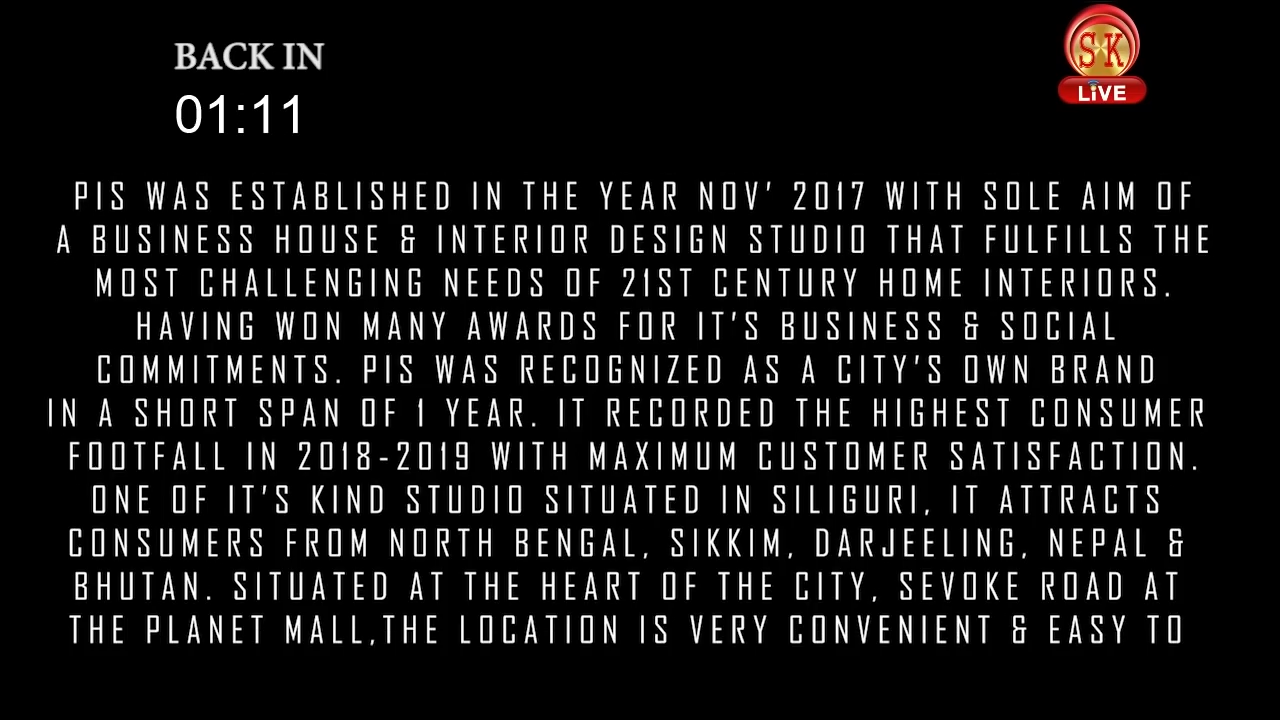 BACK IN
01:11
SK
LiVE
PIS WAS ESTABLISHED IN THE YEAR NOV' 2017 WITH SOLE AIM OF
A BUSINESS HOUSE & INTERIOR DESIGN STUDIO THAT FULFILLS THE
MOST CHALLENGING NEEDS OF 21ST CENTURY HOME INTERIORS.
HAVING WON MANY AWARDS FOR IT'S BUSINESS & SOCIAL
COMMITMENTS. PIS WAS RECOGNIZED AS A CITY'S OWN BRAND
IN A SHORT SPAN OF 1 YEAR. IT RECORDED THE HIGHEST CONSUMER
FOOTFALL IN 2018-2019 WITH MAXIMUM CUSTOMER SATISFACTION.
ONE OF IT'S KIND STUDIO SITUATED IN SILIGURI, IT ATTRACTS
CONSUMERS FROM NORTH BENGAL, SIKKIM, DARJEELING, NEPAL &
BHUTAN. SITUATED AT THE HEART OF THE CITY, SEVOKE ROAD AT
THE PLANET MALL,THE LOCATION IS VERY CONVENIENT & EASY TO